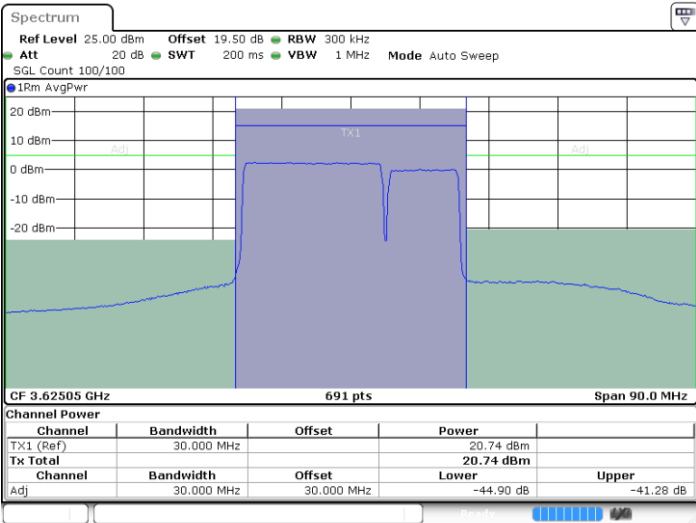 Spectrum
Ref Level 25.00 dBm Offset 19.50 dB RBW 300 kHz
Att 20 dB SWT 200 ms VBW 1 MHz Mode Auto Sweep
SGL Count 100/100
1Rm AvgPwr
20 dBm
TX1
10 dBm
Adj Adj
0 dBm
-10 dBm
-20 dBm
CF 3.62505 GHz 691 pts Span 90.0 MHz
Channel Power
Channel Bandwidth Offset Power
TX1 (Ref) 30.000 MHz 20.74 dBm
Tx Total 20.74 dBm
Channel Bandwidth Offset Lower Upper
Adj 30.000 MHz 30.000 MHz -44.90 dB -41.28 dB
Ready